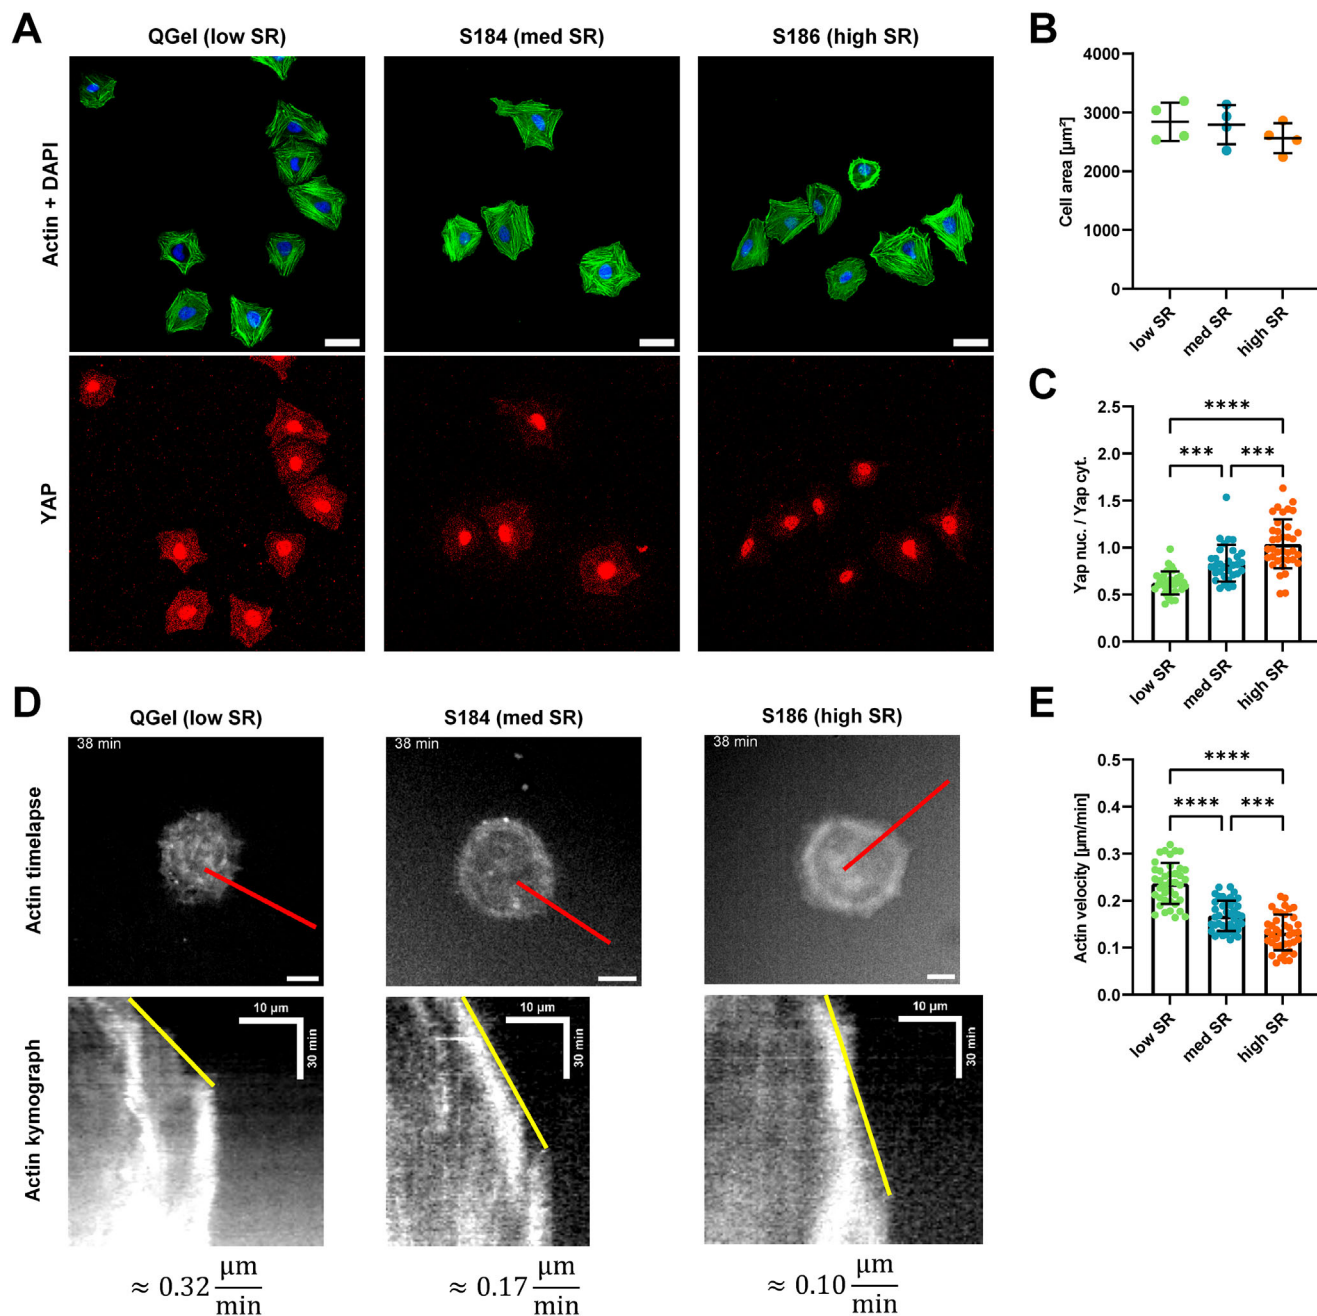 A
QGel (low SR)
S184 (med SR)
S186 (high SR)
Actin + DAPI
YAP
B
Cell area [µm²]
4000
3000
2000
1000
0
low SR
med SR
high SR
C
Yap nuc. / Yap cyt.
2.5
2.0
1.5
1.0
0.5
0.0
****
*** ***
low SR
med SR
high SR
D
QGel (low SR)
S184 (med SR)
S186 (high SR)
Actin timelapse
38 min
38 min
38 min
Actin kymograph
10 µm
30 min
10 µm
30 min
10 µm
30 min
≈ 0.32 µm/min
≈ 0.17 µm/min
≈ 0.10 µm/min
E
Actin velocity [µm/min]
0.5
0.4
0.3
0.2
0.1
0.0
****
**** ***
low SR
med SR
high SR